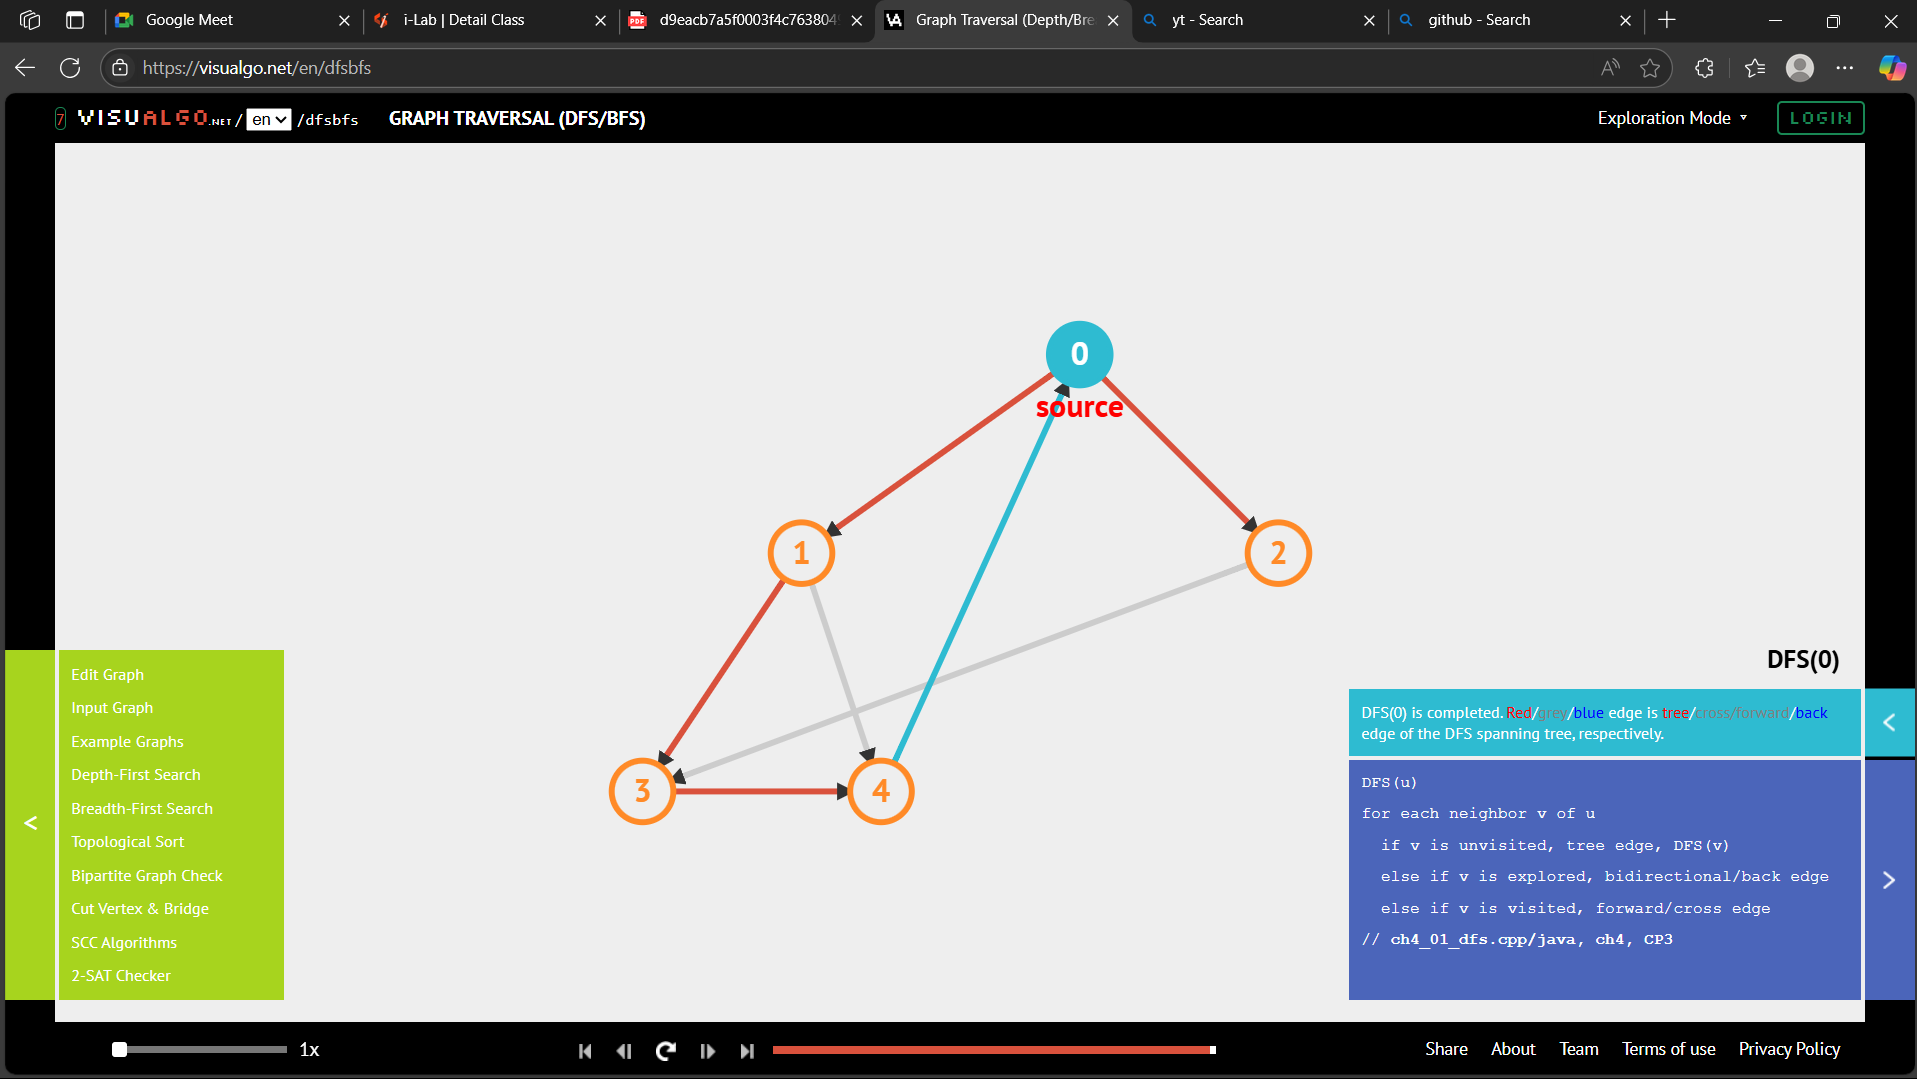 Google Meet
i-Lab | Detail Class
d9eacb7a5f0003f4c763804
Graph Traversal (Depth/Bre
yt - Search
github - Search
https://visualgo.net/en/dfsbfs
7 VISUALGO.NET/ en /dfsbfs GRAPH TRAVERSAL (DFS/BFS)
Exploration Mode
LOGIN
0
source
1
2
3
4
Edit Graph
Input Graph
Example Graphs
Depth-First Search
Breadth-First Search
Topological Sort
Bipartite Graph Check
Cut Vertex & Bridge
SCC Algorithms
2-SAT Checker
<
DFS(0)
DFS(0) is completed. Red/grey/blue edge is tree/cross/forward/back
edge of the DFS spanning tree, respectively.
<
DFS(u)
for each neighbor v of u
if v is unvisited, tree edge, DFS(v)
else if v is explored, bidirectional/back edge
else if v is visited, forward/cross edge
// ch4_01_dfs.cpp/java, ch4, CP3
>
1x
Share About Team Terms of use Privacy Policy